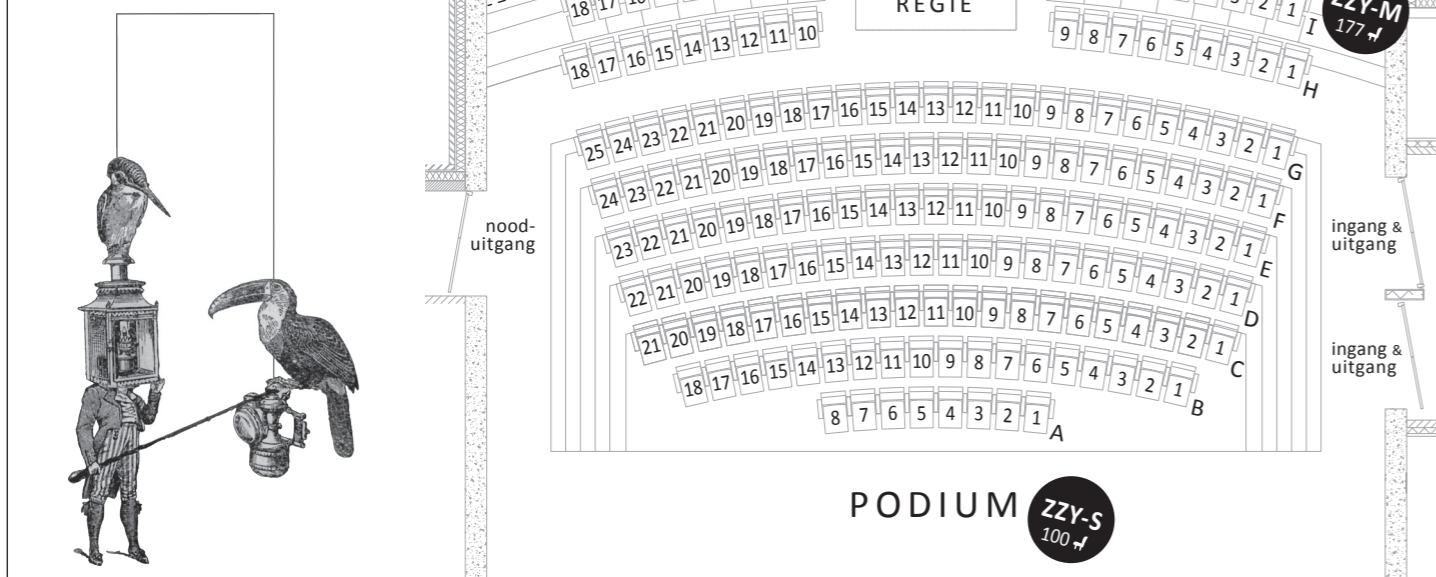 18 17
REGIE
2 1 I
ZZY-M
177
18 17 16 15 14 13 12 11 10
9 8 7 6 5 4 3 2 1 H
25 24 23 22 21 20 19 18 17 16 15 14 13 12 11 10 9 8 7 6 5 4 3 2 1 G
24 23 22 21 20 19 18 17 16 15 14 13 12 11 10 9 8 7 6 5 4 3 2 1 F
23 22 21 20 19 18 17 16 15 14 13 12 11 10 9 8 7 6 5 4 3 2 1 E
22 21 20 19 18 17 16 15 14 13 12 11 10 9 8 7 6 5 4 3 2 1 D
21 20 19 18 17 16 15 14 13 12 11 10 9 8 7 6 5 4 3 2 1 C
18 17 16 15 14 13 12 11 10 9 8 7 6 5 4 3 2 1 B
8 7 6 5 4 3 2 1 A
nood-
uitgang
ingang &
uitgang
ingang &
uitgang
PODIUM
ZZY-S
100